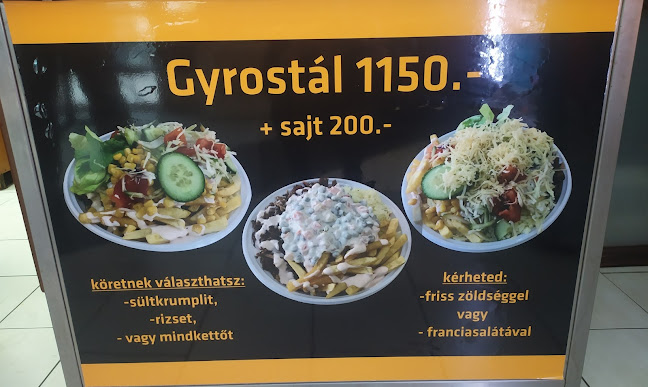 Gyrostál 1150.-
+ sajt 200.-
köretnek választhatsz:
-sültkrumplit,
-rizset,
- vagy mindkettőt
kérheted:
-friss zöldséggel
vagy
- franciasalátával